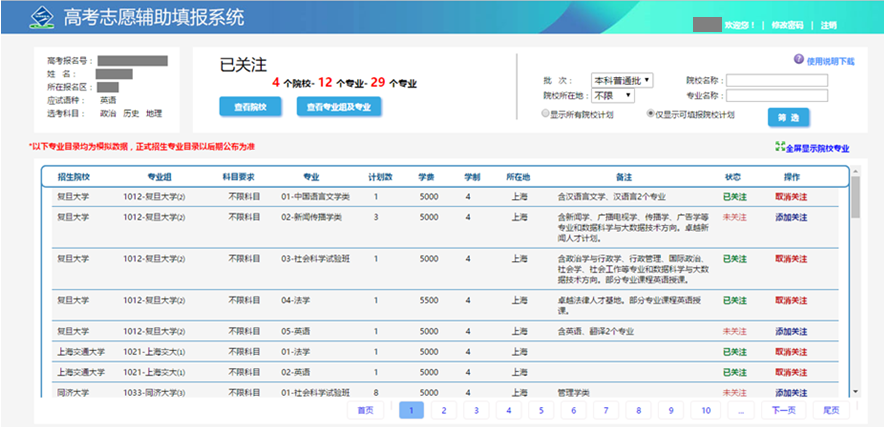 高考志愿辅助填报系统
欢迎您! | 修改密码 | 注销
高考报名号:
姓 名:
所在报名区:
应试语种: 英语
选考科目: 政治 历史 地理
已关注
4 个院校- 12 个专业- 29 个专业
查看院校 查看专业组及专业
使用说明下载
批 次: 本科普通批 院校名称:
院校所在地: 不限 专业名称:
显示所有院校计划 仅显示可填报院校计划 筛 选
*以下专业目录均为模拟数据，正式招生专业目录以后期公布为准
全屏显示院校专业
招生院校 专业组 科目要求 专业 计划数 学费 学制 所在地 备注 状态 操作
复旦大学 1012-复旦大学(2) 不限科目 01-中国语言文学类 1 5000 4 上海 含汉语言文学、汉语言2个专业 已关注 取消关注
复旦大学 1012-复旦大学(2) 不限科目 02-新闻传播学类 3 5000 4 上海 含新闻学、广播电视学、传播学、广告学等 未关注 添加关注
专业和数据科学与大数据技术方向。卓越新
闻人才计划。
复旦大学 1012-复旦大学(2) 不限科目 03-社会科学试验班 1 5000 4 上海 含政治学与行政学、行政管理、国际政治、 已关注 取消关注
社会学、社会工作等专业和数据科学与大数
据技术方向。部分专业课程英语授课。
复旦大学 1012-复旦大学(2) 不限科目 04-法学 1 5500 4 上海 卓越法律人才基地。部分专业课程英语授 已关注 取消关注
课。
复旦大学 1012-复旦大学(2) 不限科目 05-英语 1 5000 4 上海 含英语、翻译2个专业 未关注 添加关注
上海交通大学 1021-上海交大(1) 不限科目 01-法学 1 5000 4 上海 已关注 取消关注
上海交通大学 1021-上海交大(1) 不限科目 02-英语 1 5000 4 上海 已关注 取消关注
同济大学 1033-同济大学(3) 不限科目 01-社会科学试验班 8 5000 4 上海 管理学类 未关注 添加关注
首页 1 2 3 4 5 6 7 8 9 10 ... 下一页 尾页